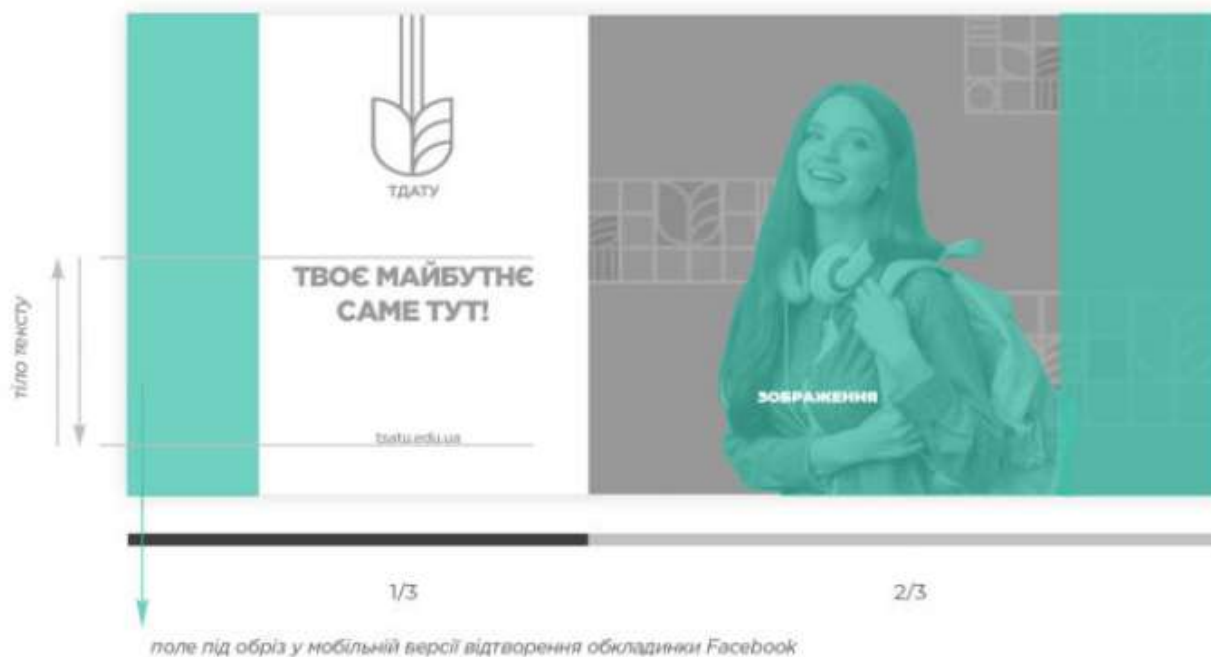 ТДАТУ
ТВОЄ МАЙБУТНЄ
САМЕ ТУТ!
tsatu.edu.ua
тіло тексту
ЗОБРАЖЕННЯ
1/3
2/3
поле під обріз у мобільній версії відтворення обкладинки Facebook